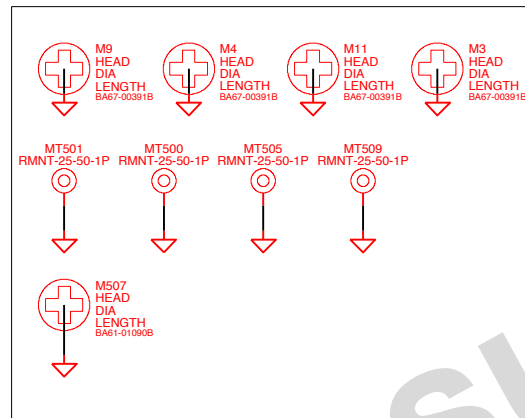 M9
HEAD
DIA
LENGTH
BA67-00391B
M4
HEAD
DIA
LENGTH
BA67-00391B
M11
HEAD
DIA
LENGTH
BA67-00391B
M3
HEAD
DIA
LENGTH
BA67-00391B
MT501
RMNT-25-50-1P
MT500
RMNT-25-50-1P
MT505
RMNT-25-50-1P
MT509
RMNT-25-50-1P
M507
HEAD
DIA
LENGTH
BA61-01090B